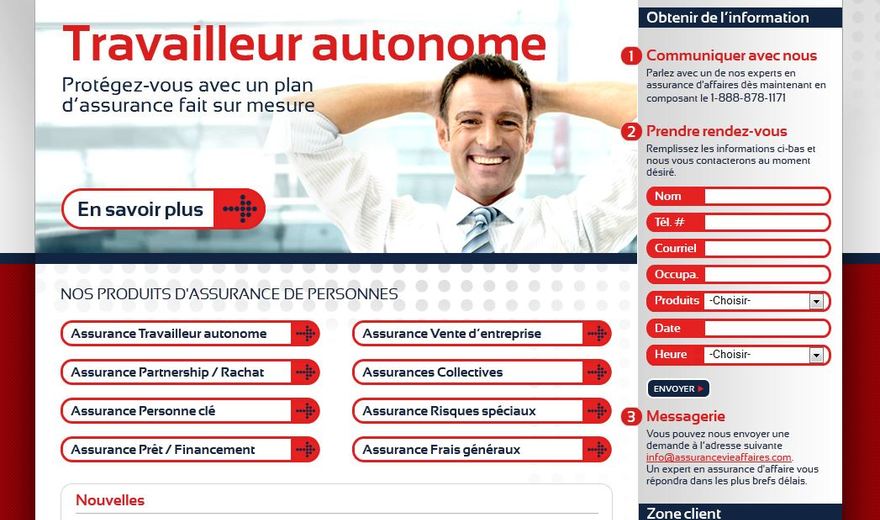 Travailleur autonome
Protégez-vous avec un plan
d'assurance fait sur mesure
En savoir plus
NOS PRODUITS D'ASSURANCE DE PERSONNES
Assurance Travailleur autonome
Assurance Vente d'entreprise
Assurance Partnership / Rachat
Assurances Collectives
Assurance Personne clé
Assurance Risques spéciaux
Assurance Prêt / Financement
Assurance Frais généraux
Nouvelles
Obtenir de l'information
1 Communiquer avec nous
Parlez avec un de nos experts en
assurance d'affaires dès maintenant en
composant le 1-888-878-1171
2 Prendre rendez-vous
Remplissez les informations ci-bas et
nous vous contacterons au moment
désiré.
Nom
Tél. #
Courriel
Occupa.
Produits -Choisir-
Date
Heure -Choisir-
ENVOYER
3 Messagerie
Vous pouvez nous envoyer une
demande à l'adresse suivante
info@assurancevieaffaires.com.
Un expert en assurance d'affaire vous
répondra dans les plus brefs délais.
Zone client